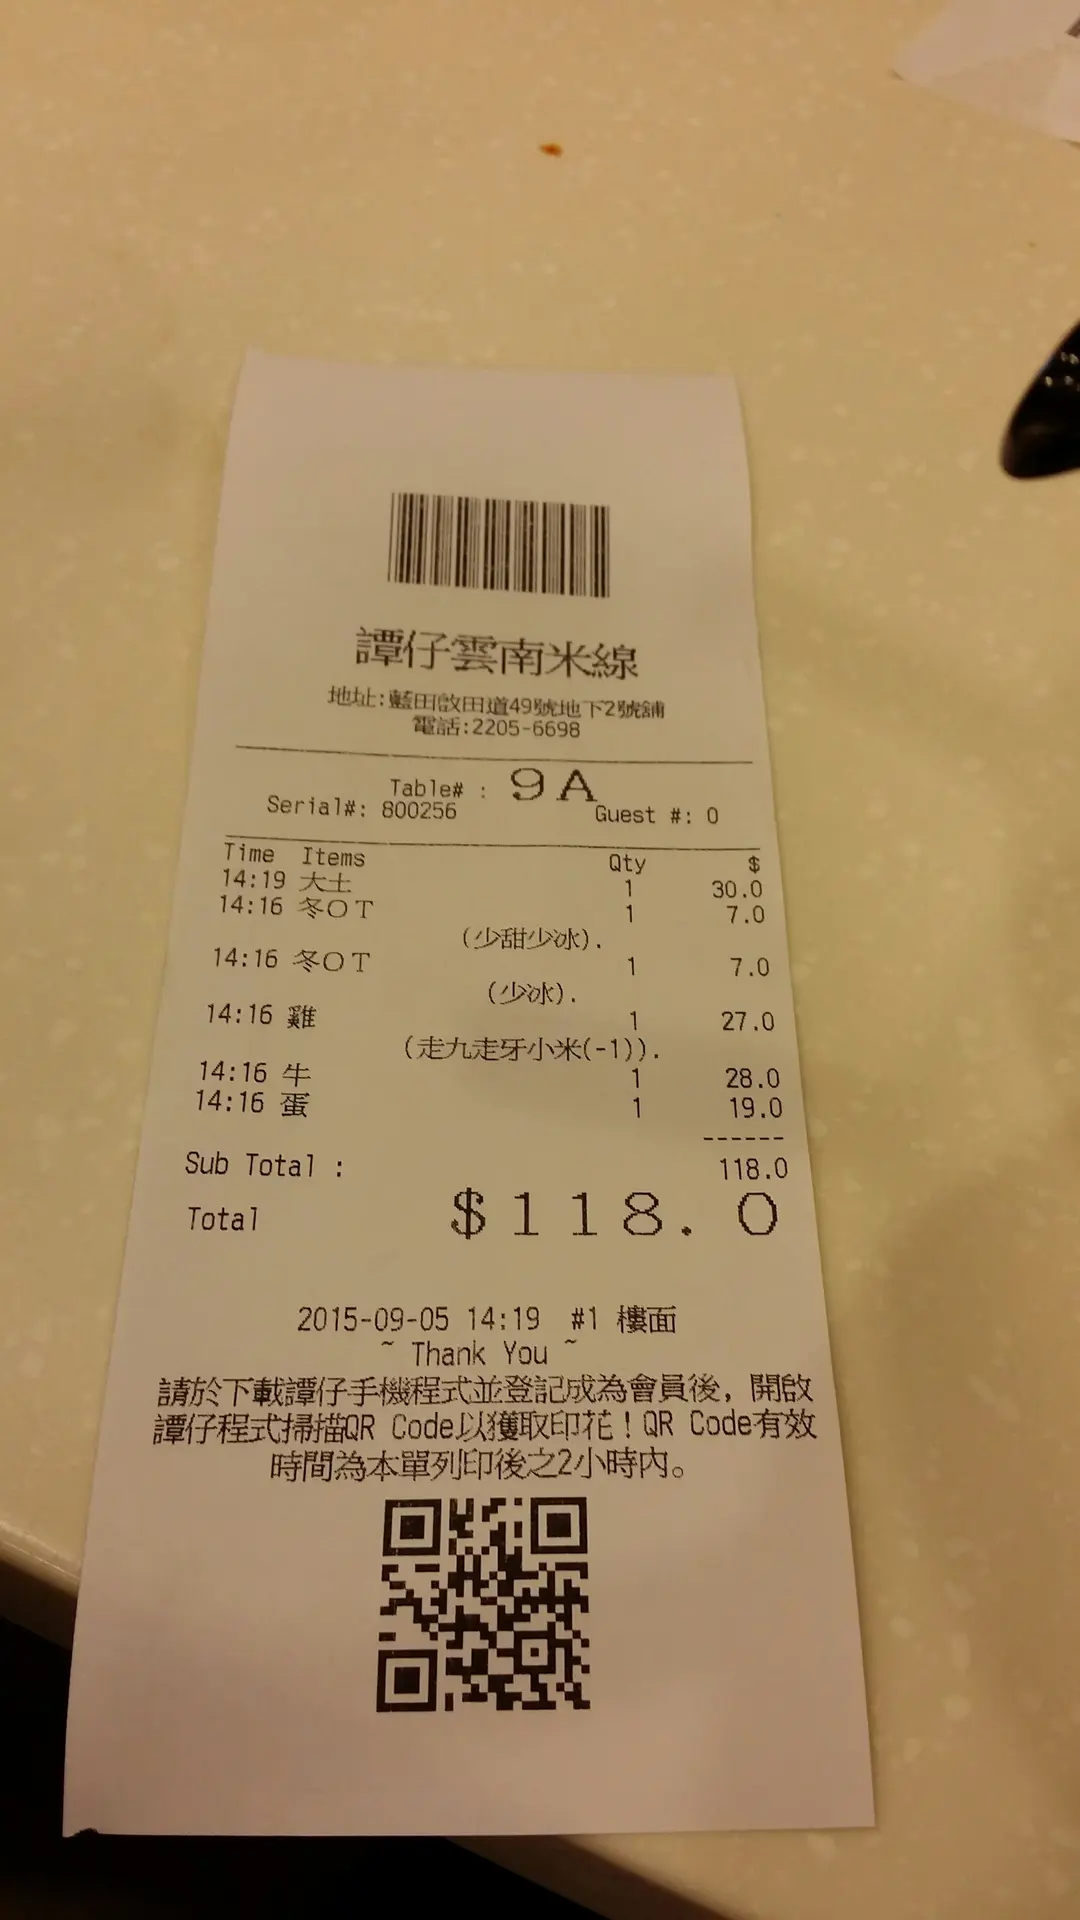 譚仔雲南米線
地址:藍田啟田道49號地下2號舖
電話:2205-6698
Table# : 9A
Serial#: 800256 Guest #: 0
Time Items Qty $
14:19 大土 1 30.0
14:16 冬OT 1 7.0
(少甜少冰).
14:16 冬OT 1 7.0
(少冰).
14:16 雞 1 27.0
(走九走牙小米(-1)).
14:16 牛 1 28.0
14:16 蛋 1 19.0
------
Sub Total : 118.0
Total $118.0
2015-09-05 14:19 #1 樓面
~ Thank You ~
請於下載譚仔手機程式並登記成為會員後, 開啟
譚仔程式掃描QR Code以獲取印花！QR Code有效
時間為本單列印後之2小時內。